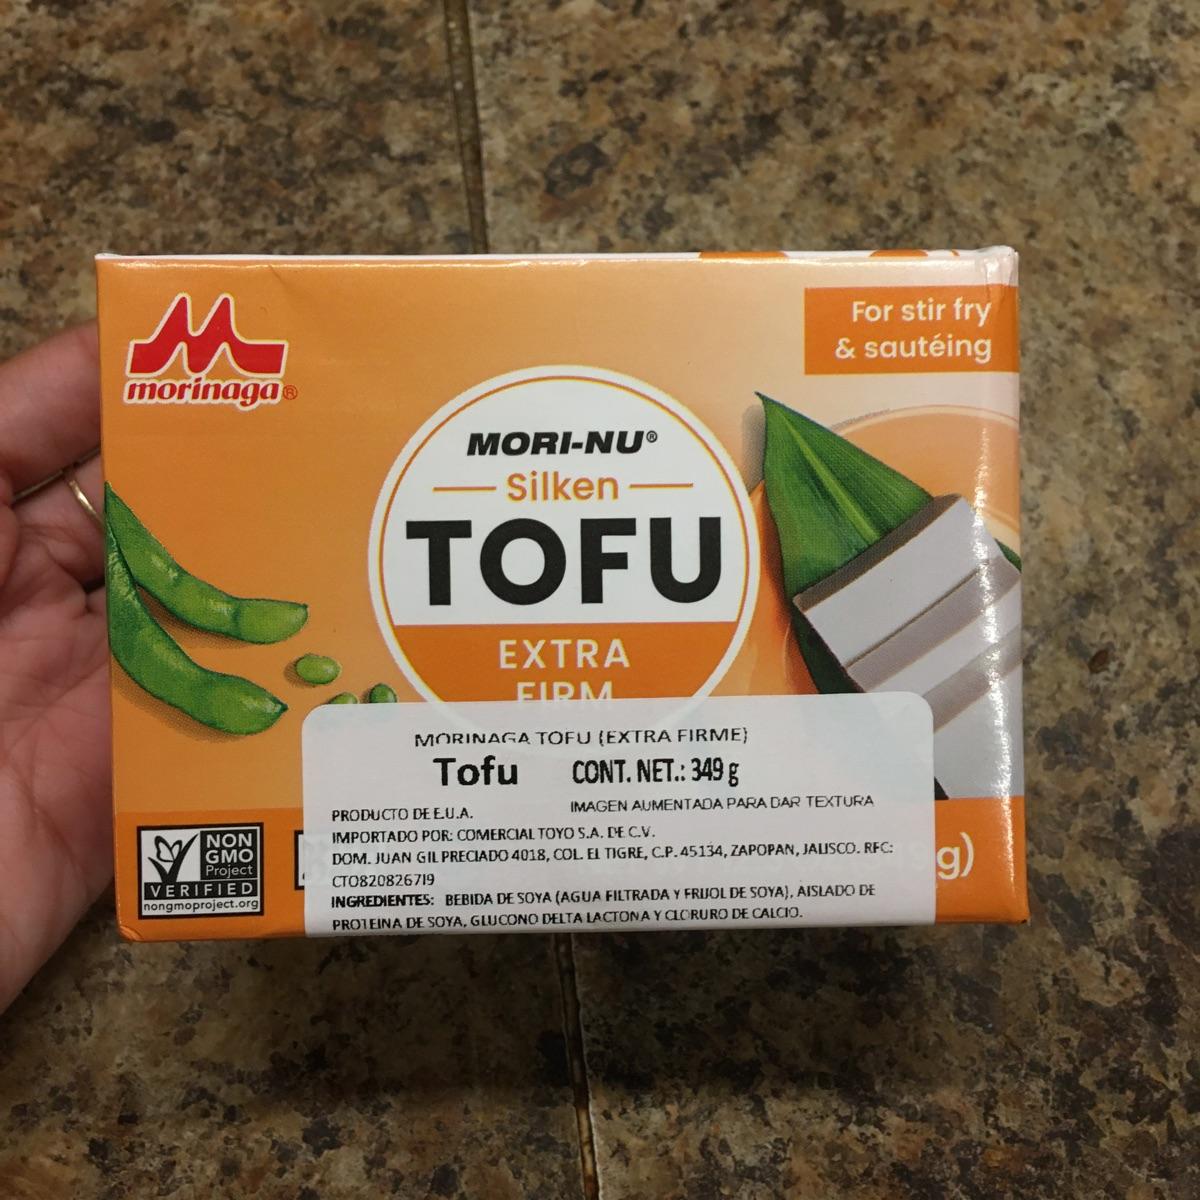 morinaga®
For stir fry
& sautéing
MORI-NU®
Silken
TOFU
EXTRA
FIRM
MORINAGA TOFU (EXTRA FIRME)
Tofu CONT. NET.: 349 g
PRODUCTO DE E.U.A. IMAGEN AUMENTADA PARA DAR TEXTURA
IMPORTADO POR: COMERCIAL TOYO S.A. DE C.V.
DOM. JUAN GIL PRECIADO 4018, COL. EL TIGRE, C.P. 45134, ZAPOPAN, JALISCO. RFC:
CTO820826719
INGREDIENTES: BEBIDA DE SOYA (AGUA FILTRADA Y FRIJOL DE SOYA), AISLADO DE
PROTEINA DE SOYA, GLUCONO DELTA LACTONA Y CLORURO DE CALCIO.
NON
GMO
Project
VERIFIED
nongmoproject.org
g)